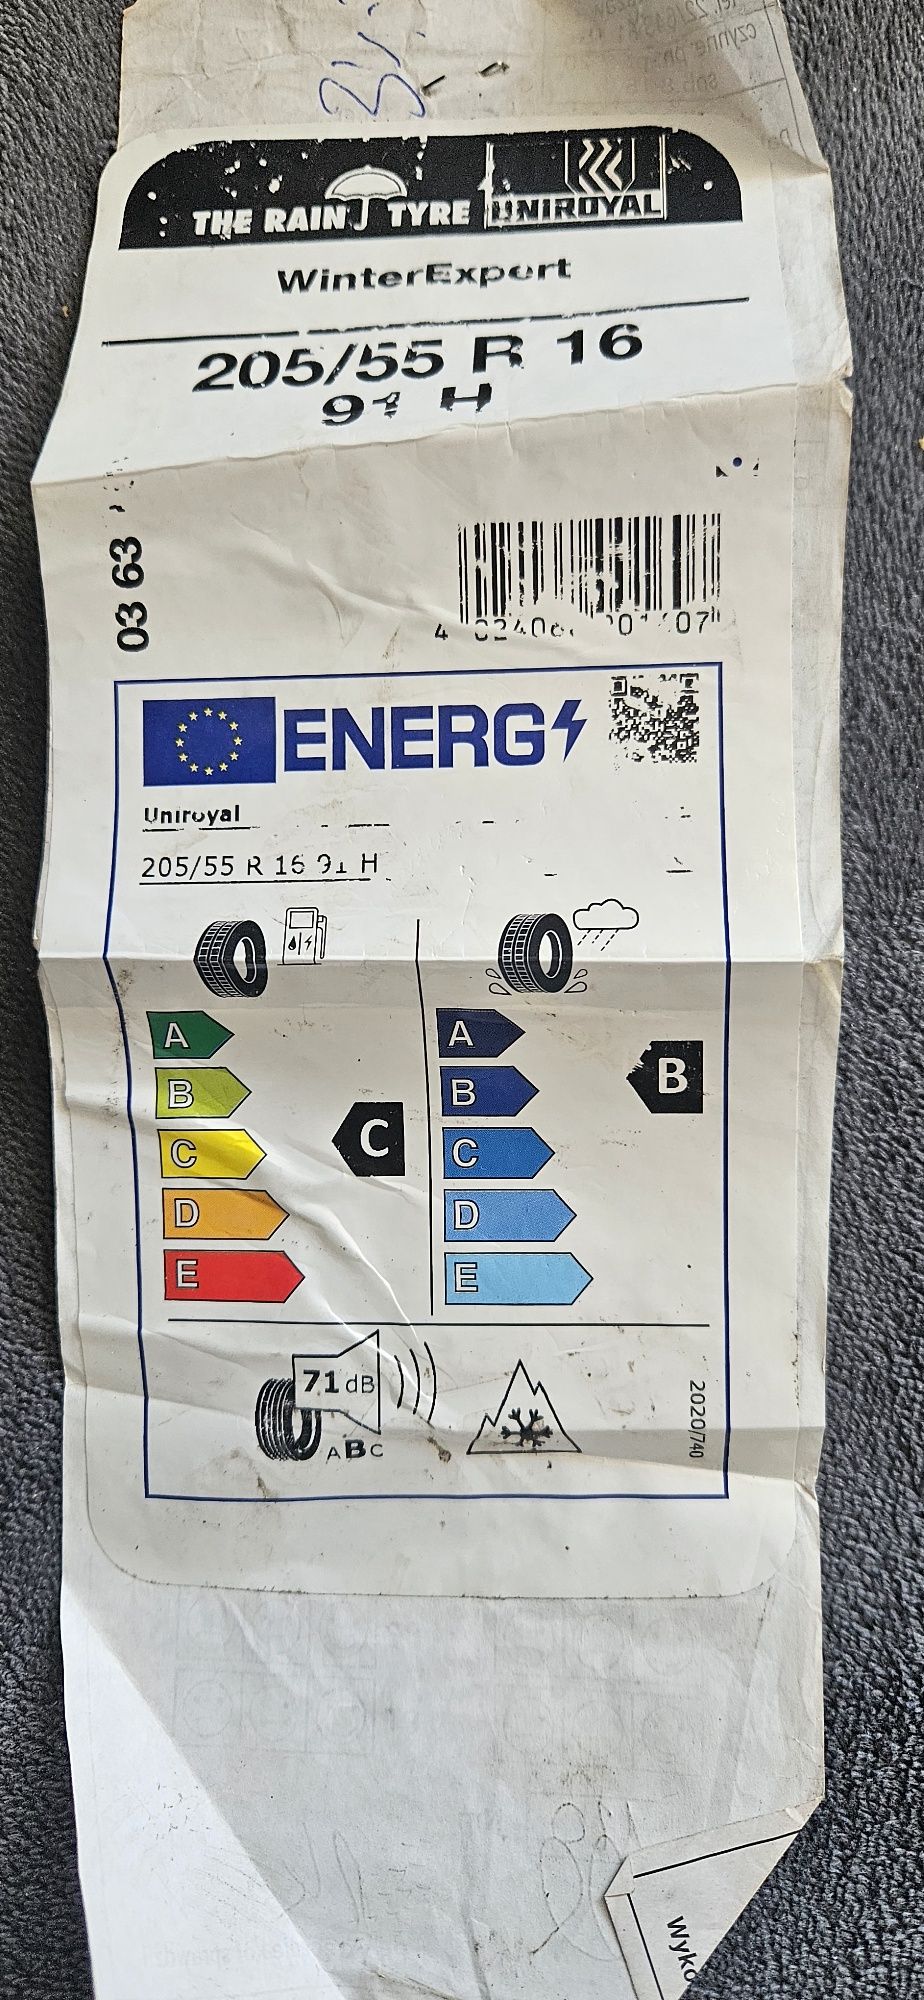 THE RAIN TYRE UNIROYAL
WinterExpert
205/55 R 16
91 H
03 63
ENERG
Uniroyal
205/55 R 16 91 H
A
B
C
D
E
C
A
B
C
D
E
B
71 dB
ABC
2020/740